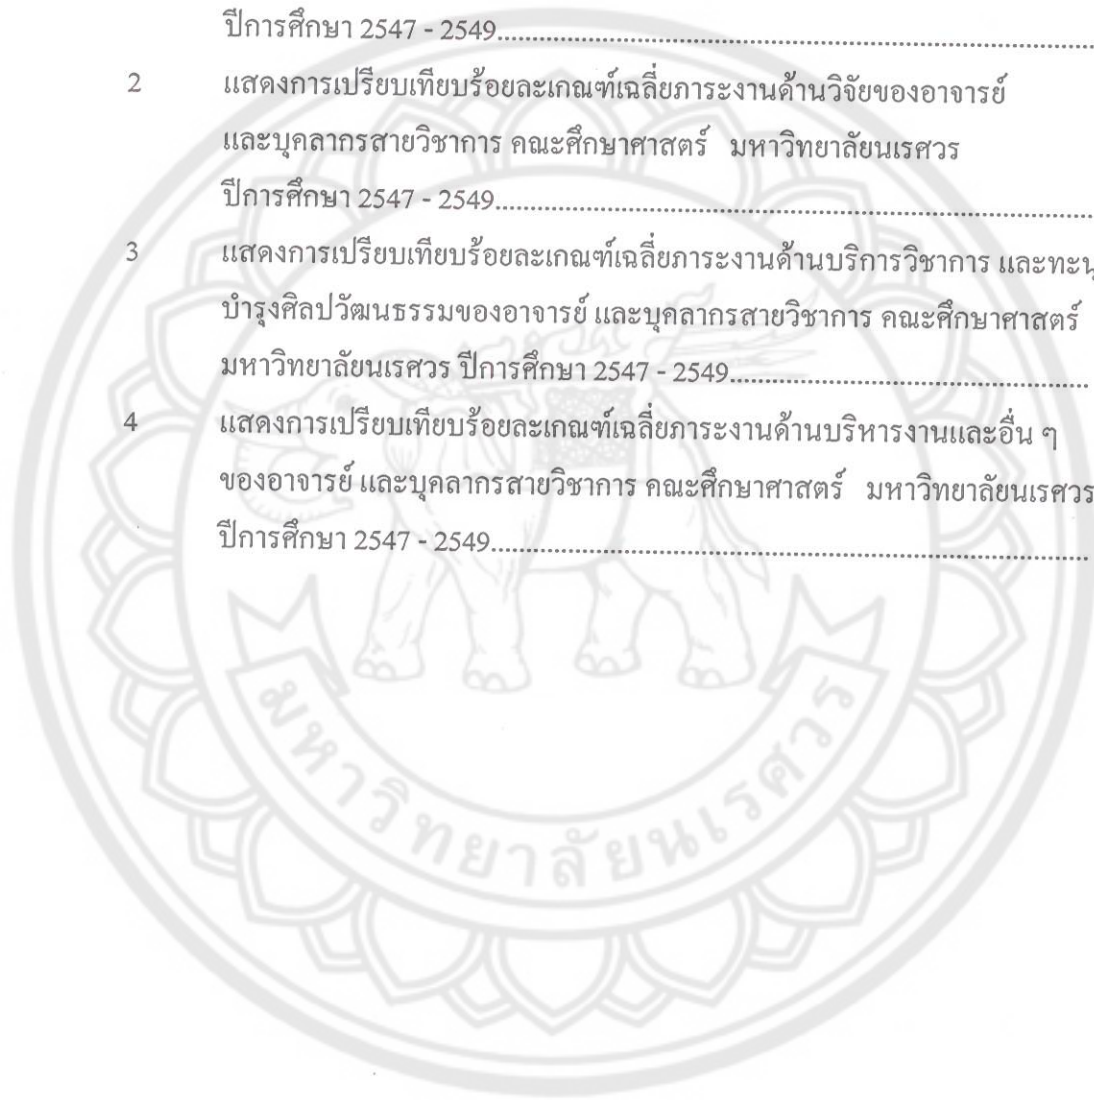 ปีการศึกษา 2547 - 2549..........................................................................................
2 แสดงการเปรียบเทียบร้อยละเกณฑ์เฉลี่ยภาระงานด้านวิจัยของอาจารย์
และบุคลากรสายวิชาการ คณะศึกษาศาสตร์ มหาวิทยาลัยนเรศวร
ปีการศึกษา 2547 - 2549..........................................................................................
3 แสดงการเปรียบเทียบร้อยละเกณฑ์เฉลี่ยภาระงานด้านบริการวิชาการ และทะนุ
บำรุงศิลปวัฒนธรรมของอาจารย์ และบุคลากรสายวิชาการ คณะศึกษาศาสตร์
มหาวิทยาลัยนเรศวร ปีการศึกษา 2547 - 2549......................................................
4 แสดงการเปรียบเทียบร้อยละเกณฑ์เฉลี่ยภาระงานด้านบริหารงานและอื่น ๆ
ของอาจารย์ และบุคลากรสายวิชาการ คณะศึกษาศาสตร์ มหาวิทยาลัยนเรศวร
ปีการศึกษา 2547 - 2549..........................................................................................
มหาวิทยาลัยนเรศวร